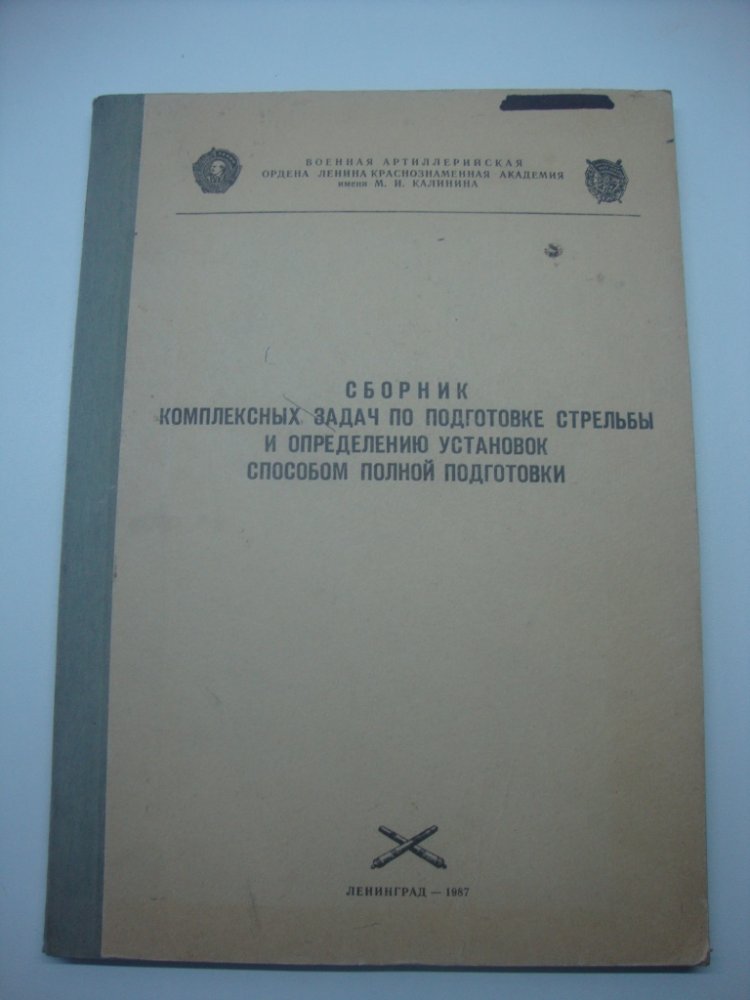 ВОЕННАЯ АРТИЛЛЕРИЙСКАЯ
ОРДЕНА ЛЕНИНА КРАСНОЗНАМЕННАЯ АКАДЕМИЯ
имени М. И. КАЛИНИНА
СБОРНИК
КОМПЛЕКСНЫХ ЗАДАЧ ПО ПОДГОТОВКЕ СТРЕЛЬБЫ
И ОПРЕДЕЛЕНИЮ УСТАНОВОК
СПОСОБОМ ПОЛНОЙ ПОДГОТОВКИ
ЛЕНИНГРАД — 1987